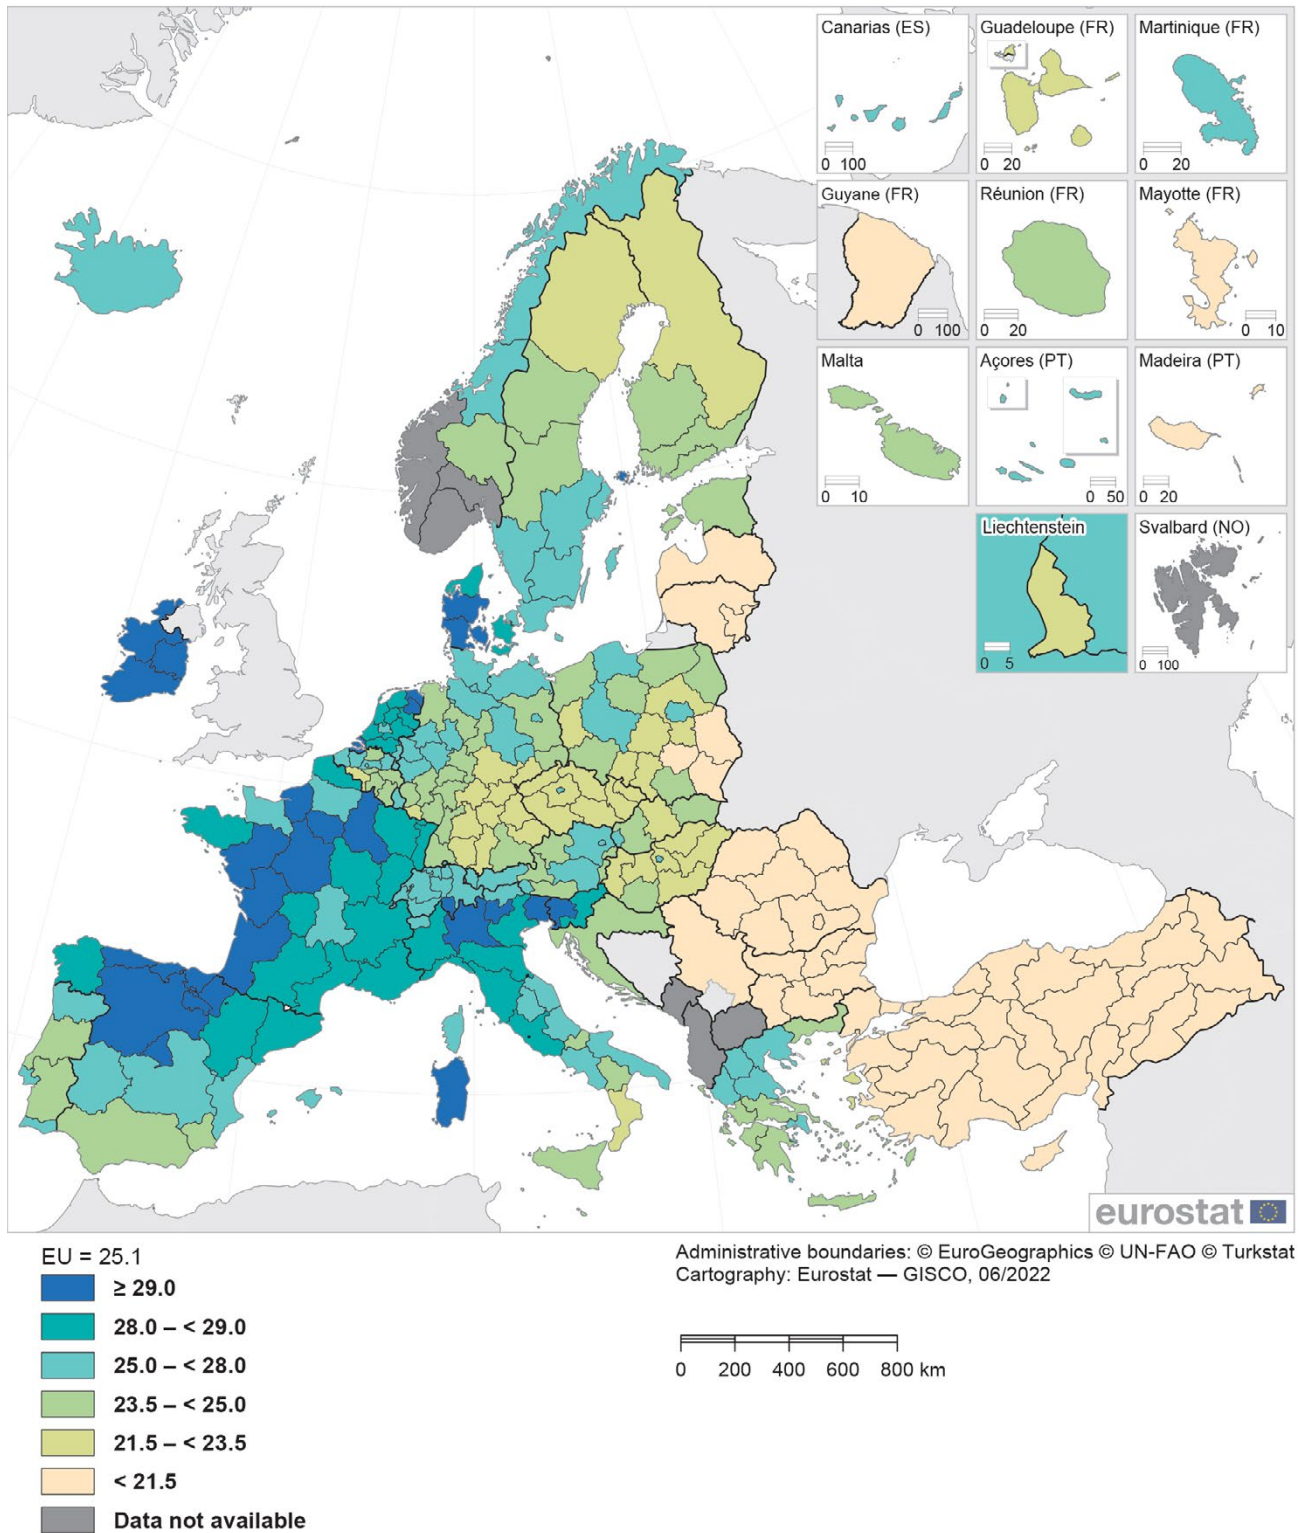 Canarias (ES)
0 100
Guadeloupe (FR)
0 20
Martinique (FR)
0 20
Guyane (FR)
0 100
Réunion (FR)
0 20
Mayotte (FR)
0 10
Malta
0 10
Açores (PT)
0 50
Madeira (PT)
0 20
Liechtenstein
0 5
Svalbard (NO)
0 100
eurostat
EU = 25.1
≥ 29.0
28.0 – < 29.0
25.0 – < 28.0
23.5 – < 25.0
21.5 – < 23.5
< 21.5
Data not available
Administrative boundaries: © EuroGeographics © UN-FAO © Turkstat
Cartography: Eurostat — GISCO, 06/2022
0 200 400 600 800 km